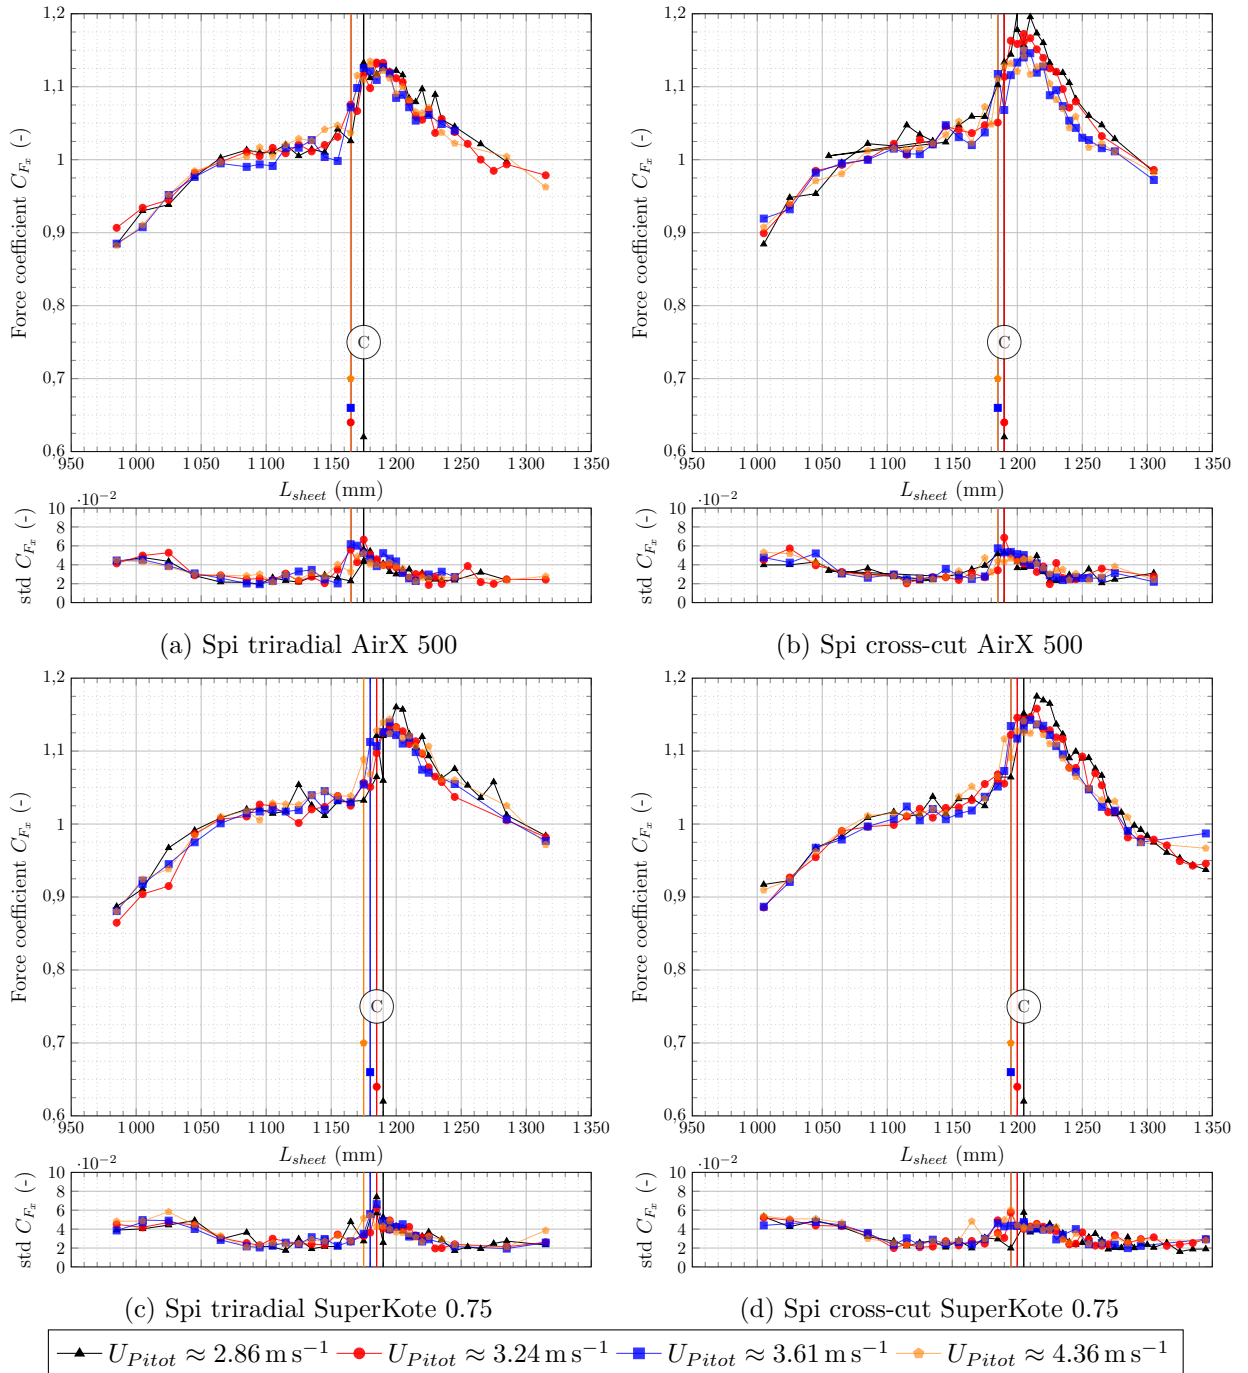 1,2
1,1
1
0,9
0,8
0,7
0,6
Force coefficient C_{F_x} (-)
C
950 1 000 1 050 1 100 1 150 1 200 1 250 1 300 1 350
L_{sheet} (mm)
·10⁻²
10
8
6
4
2
0
std C_{F_x} (-)
(a) Spi triradial AirX 500
1,2
1,1
1
0,9
0,8
0,7
0,6
Force coefficient C_{F_x} (-)
C
950 1 000 1 050 1 100 1 150 1 200 1 250 1 300 1 350
L_{sheet} (mm)
·10⁻²
10
8
6
4
2
0
std C_{F_x} (-)
(b) Spi cross-cut AirX 500
1,2
1,1
1
0,9
0,8
0,7
0,6
Force coefficient C_{F_x} (-)
C
950 1 000 1 050 1 100 1 150 1 200 1 250 1 300 1 350
L_{sheet} (mm)
·10⁻²
10
8
6
4
2
0
std C_{F_x} (-)
(c) Spi triradial SuperKote 0.75
1,2
1,1
1
0,9
0,8
0,7
0,6
Force coefficient C_{F_x} (-)
C
950 1 000 1 050 1 100 1 150 1 200 1 250 1 300 1 350
L_{sheet} (mm)
·10⁻²
10
8
6
4
2
0
std C_{F_x} (-)
(d) Spi cross-cut SuperKote 0.75
U_{Pitot} ≈ 2.86 m s⁻¹ U_{Pitot} ≈ 3.24 m s⁻¹ U_{Pitot} ≈ 3.61 m s⁻¹ U_{Pitot} ≈ 4.36 m s⁻¹